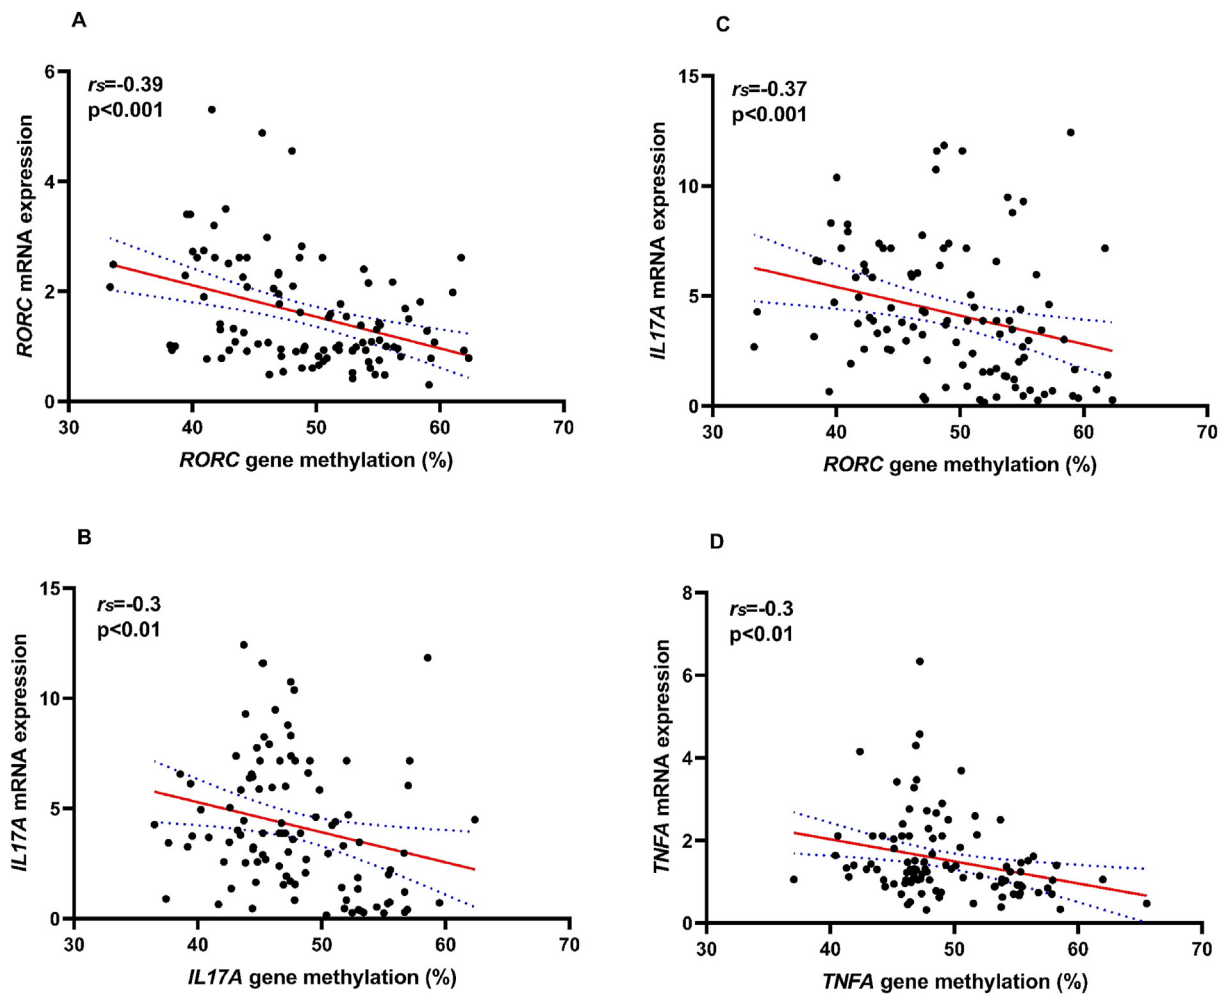 A
rs=-0.39
p<0.001
6
4
2
0
RORC mRNA expression
30 40 50 60 70
RORC gene methylation (%)
C
rs=-0.37
p<0.001
15
10
5
0
IL17A mRNA expression
30 40 50 60 70
RORC gene methylation (%)
B
rs=-0.3
p<0.01
15
10
5
0
IL17A mRNA expression
30 40 50 60 70
IL17A gene methylation (%)
D
rs=-0.3
p<0.01
8
6
4
2
0
TNFA mRNA expression
30 40 50 60 70
TNFA gene methylation (%)